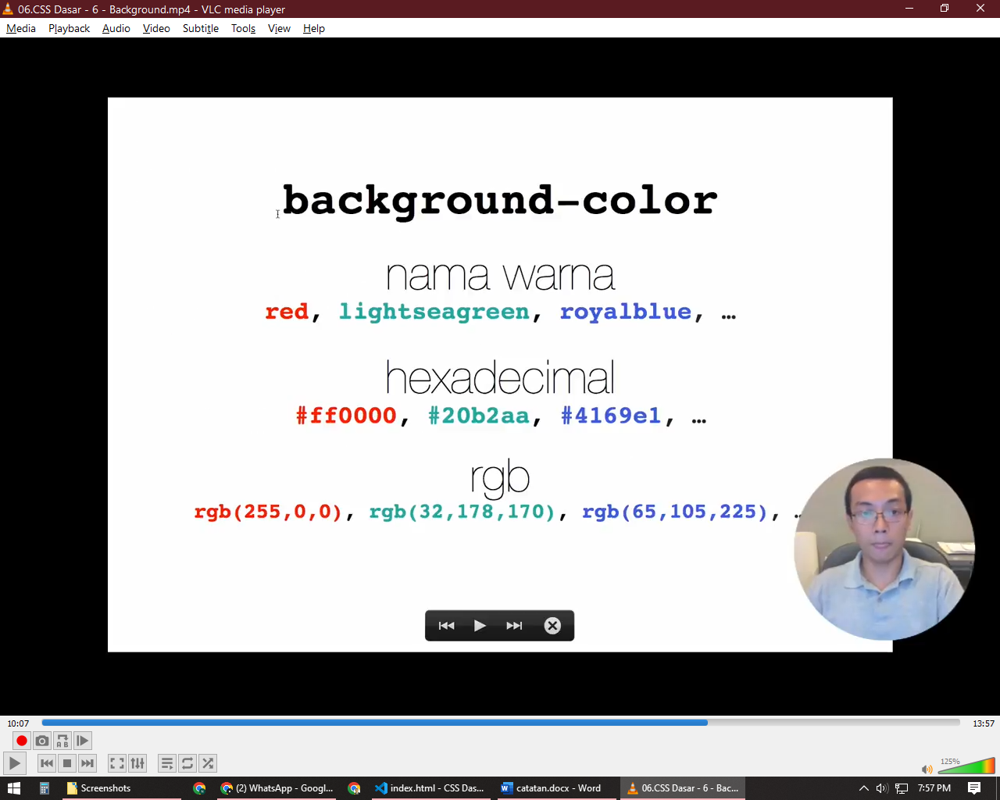 06.CSS Dasar - 6 - Background.mp4 - VLC media player
Media Playback Audio Video Subtitle Tools View Help
background-color
nama warna
red, lightseagreen, royalblue, …
hexadecimal
#ff0000, #20b2aa, #4169e1, …
rgb
rgb(255,0,0), rgb(32,178,170), rgb(65,105,225), …
10:07 13:57
A B
125%
Screenshots (2) WhatsApp - Googl... index.html - CSS Das... catatan.docx - Word 06.CSS Dasar - 6 - Bac... 7:57 PM